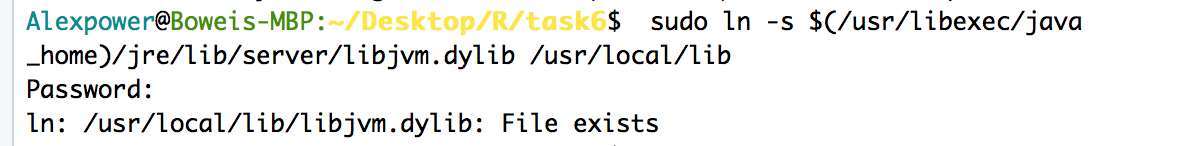 Alexpower@Boweis-MBP:~/Desktop/R/task6$  sudo ln -s $(/usr/libexec/java
_home)/jre/lib/server/libjvm.dylib /usr/local/lib
Password:
ln: /usr/local/lib/libjvm.dylib: File exists